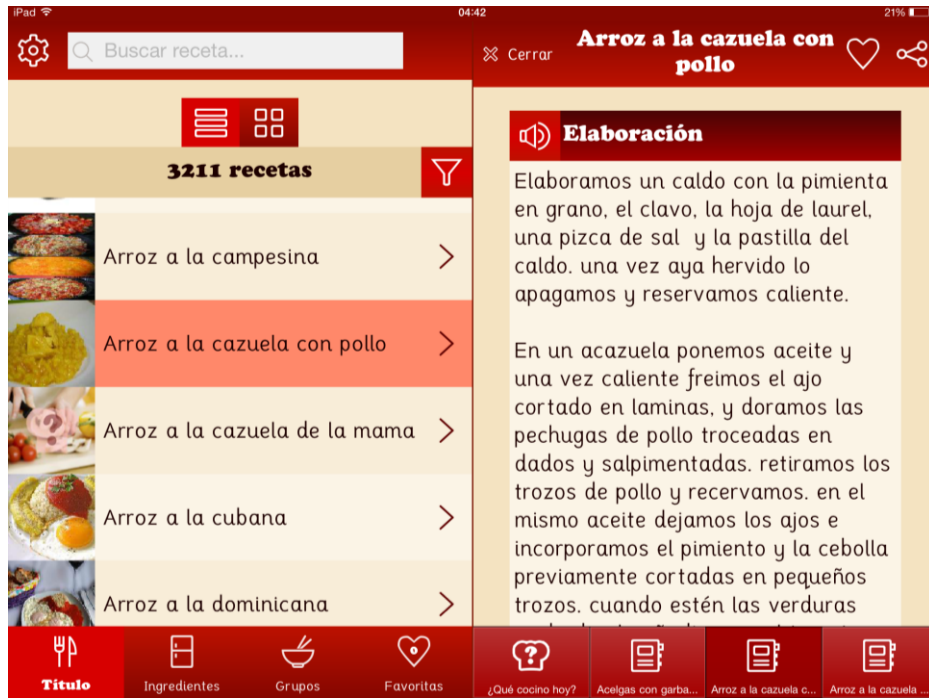 iPad
04:42
21%
Buscar receta...
3211 recetas
Arroz a la campesina
Arroz a la cazuela con pollo
Arroz a la cazuela de la mama
Arroz a la cubana
Arroz a la dominicana
Título
Ingredientes
Grupos
Favoritas
Cerrar
Arroz a la cazuela con
pollo
Elaboración
Elaboramos un caldo con la pimienta
en grano, el clavo, la hoja de laurel,
una pizca de sal y la pastilla del
caldo. una vez aya hervido lo
apagamos y reservamos caliente.
En un acazuela ponemos aceite y
una vez caliente freimos el ajo
cortado en laminas, y doramos las
pechugas de pollo troceadas en
dados y salpimentadas. retiramos los
trozos de pollo y recervamos. en el
mismo aceite dejamos los ajos e
incorporamos el pimiento y la cebolla
previamente cortadas en pequeños
trozos. cuando estén las verduras
¿Qué cocino hoy?
Acelgas con garba...
Arroz a la cazuela c...
Arroz a la cazuela ...